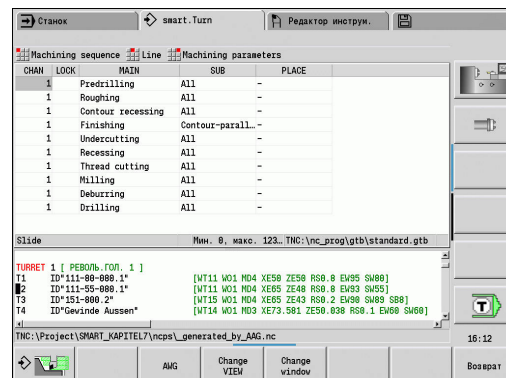 Станок
smart.Turn
Редактор инструм.
Machining sequence Line Machining parameters
CHAN LOCK MAIN SUB PLACE
1 Predrilling All –
1 Roughing All –
1 Contour recessing All –
1 Finishing Contour-parall… –
1 Undercutting All –
1 Recessing All –
1 Thread cutting All –
1 Milling All –
1 Deburring All –
1 Drilling All –
Slide Мин. 0, макс. 123… TNC:\nc_prog\gtb\standard.gtb
TURRET 1 [ РЕВОЛЬ.ГОЛ. 1 ]
T1 ID"111-80-080.1" [WT11 WO1 MD4 XE50 ZE50 RS0.8 EW95 SW80]
2 ID"111-55-080.1" [WT11 WO1 MD4 XE65 ZE48 RS0.8 EW93 SW55]
T3 ID"151-800.2" [WT15 WO1 MD4 XE65 ZE43 RS0.2 EW90 SW89 SB8]
T4 ID"Gewinde Aussen" [WT14 WO1 MD3 XE73.501 ZE50.038 RS0.1 EW60 SW60]
TNC:\Project\SMART_KAPITEL7\ncps\_generated_by_AAG.nc
T
16:12
AWG
Change VIEW
Change window
Возврат